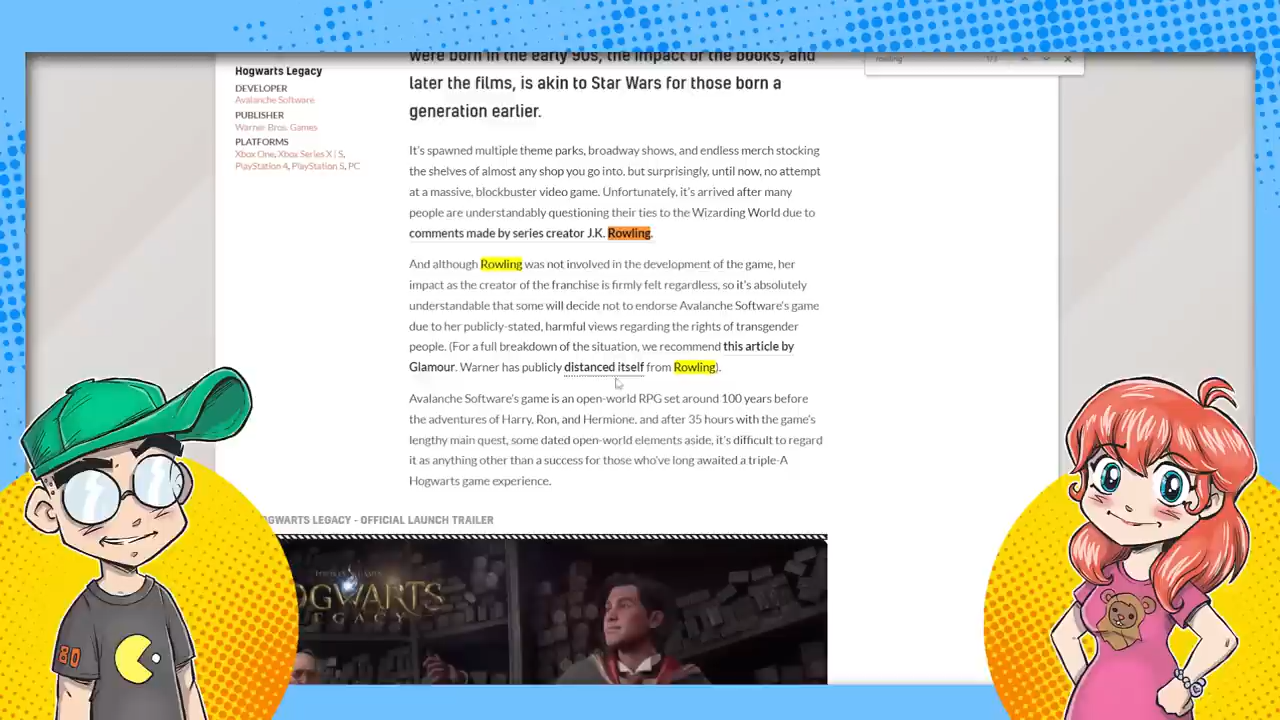 were born in the early 90s, the impact of the books, and
rowling 1/3
Hogwarts Legacy
later the films, is akin to Star Wars for those born a
DEVELOPER
Avalanche Software
generation earlier.
PUBLISHER
Warner Bros. Games
PLATFORMS
Xbox One, Xbox Series X | S,
PlayStation 4, PlayStation 5, PC
It's spawned multiple theme parks, broadway shows, and endless merch stocking
the shelves of almost any shop you go into, but surprisingly, until now, no attempt
at a massive, blockbuster video game. Unfortunately, it's arrived after many
people are understandably questioning their ties to the Wizarding World due to
comments made by series creator J.K. Rowling.
And although Rowling was not involved in the development of the game, her
impact as the creator of the franchise is firmly felt regardless, so it's absolutely
understandable that some will decide not to endorse Avalanche Software's game
due to her publicly-stated, harmful views regarding the rights of transgender
people. (For a full breakdown of the situation, we recommend this article by
Glamour. Warner has publicly distanced itself from Rowling).
Avalanche Software's game is an open-world RPG set around 100 years before
the adventures of Harry, Ron, and Hermione, and after 35 hours with the game's
lengthy main quest, some dated open-world elements aside, it's difficult to regard
it as anything other than a success for those who've long awaited a triple-A
Hogwarts game experience.
OGWARTS LEGACY - OFFICIAL LAUNCH TRAILER
OGWARTS
LEGACY
80